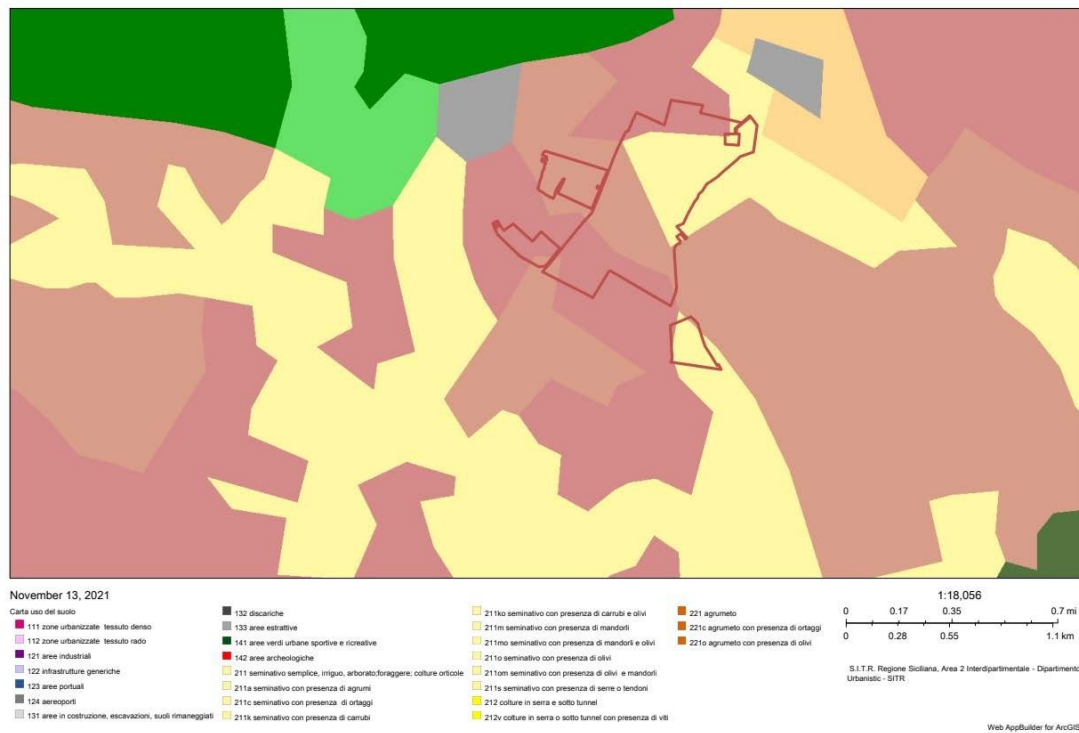 November 13, 2021
Carta uso del suolo
111 zone urbanizzate tessuto denso
112 zone urbanizzate tessuto rado
121 aree industriali
122 infrastrutture generiche
123 aree portuali
124 aereoporti
131 aree in costruzione, escavazioni, suoli rimaneggiati
132 discariche
133 aree estrattive
141 aree verdi urbane sportive e ricreative
142 aree archeologiche
211 seminativo semplice, irriguo, arborato;foraggere; colture orticole
211a seminativo con presenza di agrumi
211c seminativo con presenza di ortaggi
211k seminativo con presenza di carrubi
211ko seminativo con presenza di carrubi e olivi
211m seminativo con presenza di mandorli
211mo seminativo con presenza di mandorli e olivi
211o seminativo con presenza di olivi
211om seminativo con presenza di olivi e mandorli
211s seminativo con presenza di serre o tendoni
212 colture in serra e sotto tunnel
212v colture in serra o sotto tunnel con presenza di viti
221 agrumeto
221c agrumeto con presenza di ortaggi
221o agrumeto con presenza di olivi
1:18,056
0 0.17 0.35 0.7 mi
0 0.28 0.55 1.1 km
S.I.T.R. Regione Siciliana, Area 2 Interdipartimentale - Dipartimento
Urbanistic - SITR
Web AppBuilder for ArcGIS